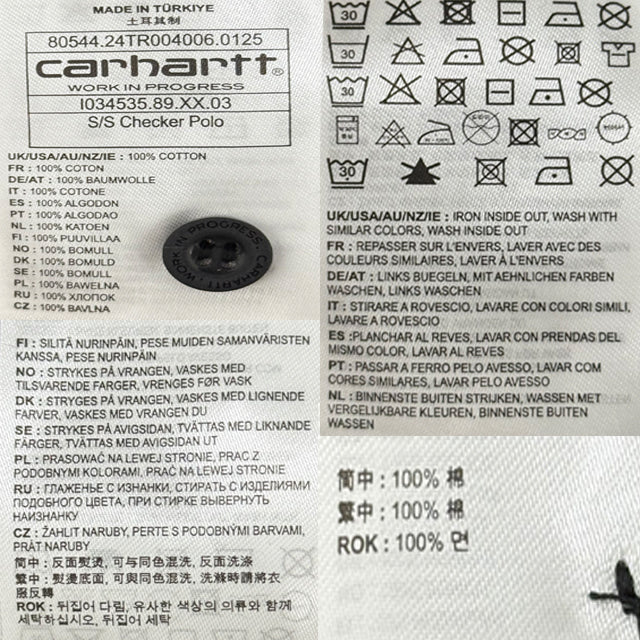 MADE IN TÜRKIYE
土耳其制
80544.24TR004006.0125
carhartt®
WORK IN PROGRESS
I034535.89.XX.03
S/S Checker Polo
UK/USA/AU/NZ/IE : 100% COTTON
FR : 100% COTON
DE/AT : 100% BAUMWOLLE
IT : 100% COTONE
ES : 100% ALGODON
PT : 100% ALGODAO
NL : 100% KATOEN
FI : 100% PUUVILLAA
NO : 100% BOMULL
DK : 100% BOMULD
SE : 100% BOMULL
PL : 100% BAWELNA
RU : 100% ХЛОПОК
CZ : 100% BAVLNA
WORK IN PROGRESS. CARHARTT.
30
30
30
30
UK/USA/AU/NZ/IE : IRON INSIDE OUT, WASH WITH
SIMILAR COLORS, WASH INSIDE OUT
FR : REPASSER SUR L'ENVERS, LAVER AVEC DES
COULEURS SIMILAIRES, LAVER À L'ENVERS
DE/AT : LINKS BUEGELN, MIT AEHNLICHEN FARBEN
WASCHEN, LINKS WASCHEN
IT : STIRARE A ROVESCIO, LAVARE CON COLORI SIMILI,
LAVARE A ROVESCIO
ES :PLANCHAR AL REVES, LAVAR CON PRENDAS DEL
MISMO COLOR, LAVAR AL REVES
PT : PASSAR A FERRO PELO AVESSO, LAVAR COM
CORES SIMILARES, LAVAR PELO AVESSO
NL : BINNENSTE BUITEN STRIJKEN, WASSEN MET
VERGELIJKBARE KLEUREN, BINNENSTE BUITEN
WASSEN
FI : SILITÄ NURINPÄIN, PESE MUIDEN SAMANVÄRISTEN
KANSSA, PESE NURINPÄIN
NO : STRYKES PÅ VRANGEN, VASKES MED
TILSVARENDE FARGER, VRENGES FØR VASK
DK : STRYGES PÅ VRANGEN, VASKES MED LIGNENDE
FARVER, VASKES MED VRANGEN DU
SE : STRYKES PÅ AVIGSIDAN, TVÄTTAS MED LIKNANDE
FÄRGER, TVÄTTAS MED AVIGSIDAN UT
PL : PRASOWAĆ NA LEWEJ STRONIE, PRAC Z
PODOBNYMI KOLORAMI, PRAĆ NA LEWEJ STRONIE
RU : ГЛАЖЕНЬЕ С ИЗНАНКИ, СТИРАТЬ С ИЗДЕЛИЯМИ
ПОДОБНОГО ЦВЕТА, ПРИ СТИРКЕ ВЫВЕРНУТЬ
НАИЗНАНКУ
CZ : ŽAHLIT NARUBY, PERTE S PODOBNÝMI BARVAMI,
PRÁT NARUBY
简中 : 反面熨烫, 可与同色混洗, 反面洗涤
繁中 : 熨燙底面, 可與同色混洗, 洗滌時請將衣
服反轉
ROK : 뒤집어 다림, 유사한 색상의 의류와 함께
세탁하십시오, 뒤집어 세탁
简中 : 100% 棉
繁中 : 100% 棉
ROK : 100% 면